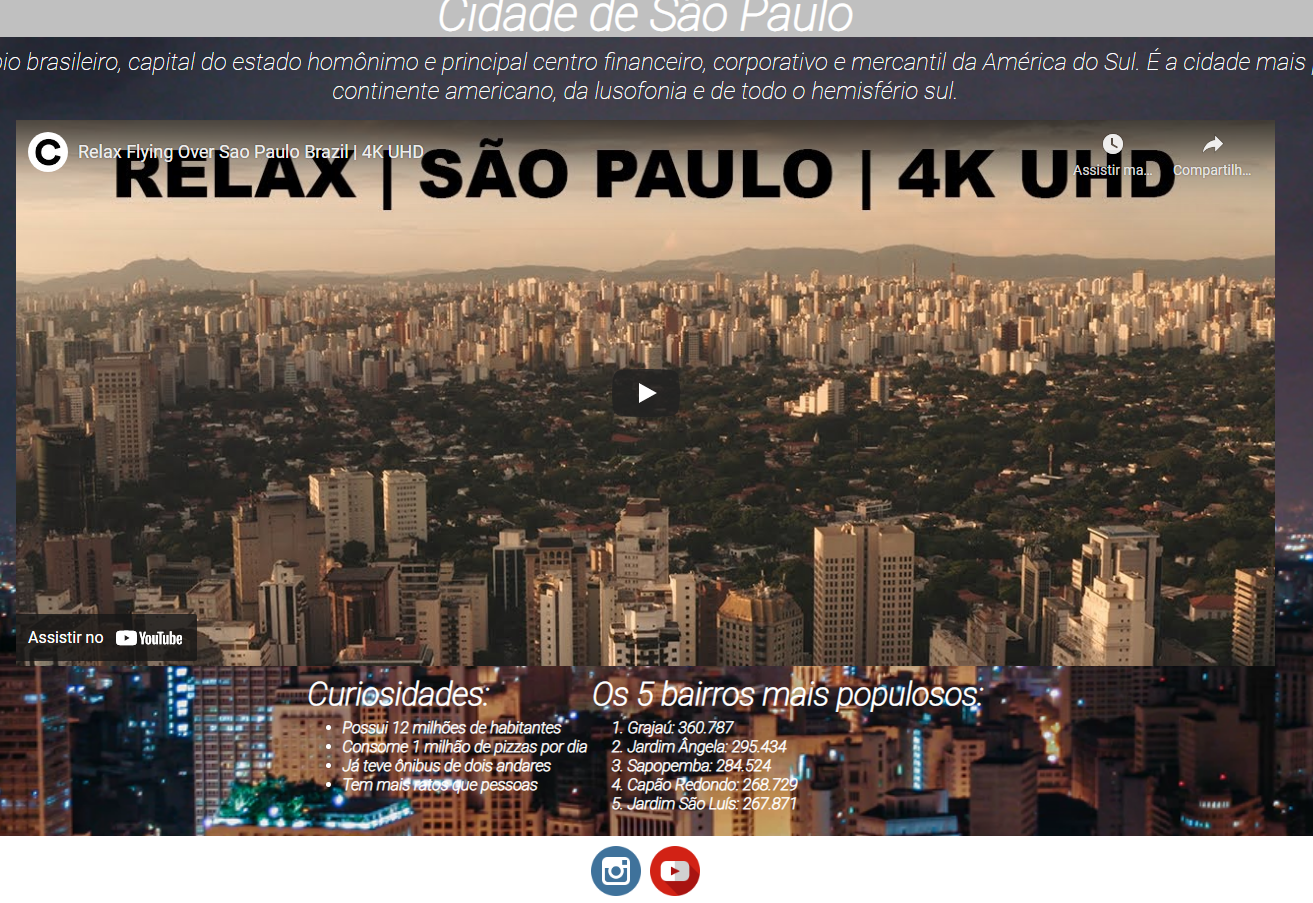 Cidade de São Paulo
brasileiro, capital do estado homônimo e principal centro financeiro, corporativo e mercantil da América do Sul. É a cidade mais
continente americano, da lusofonia e de todo o hemisfério sul.
Relax Flying Over Sao Paulo Brazil | 4K UHD
Assistir ma...
Compartilh...
RELAX | SÃO PAULO | 4K UHD
Assistir no YouTube
Curiosidades:
• Possui 12 milhões de habitantes
• Consome 1 milhão de pizzas por dia
• Já teve ônibus de dois andares
• Tem mais ratos que pessoas
Os 5 bairros mais populosos:
1. Grajaú: 360.787
2. Jardim Ângela: 295.434
3. Sapopemba: 284.524
4. Capão Redondo: 268.729
5. Jardim São Luís: 267.871